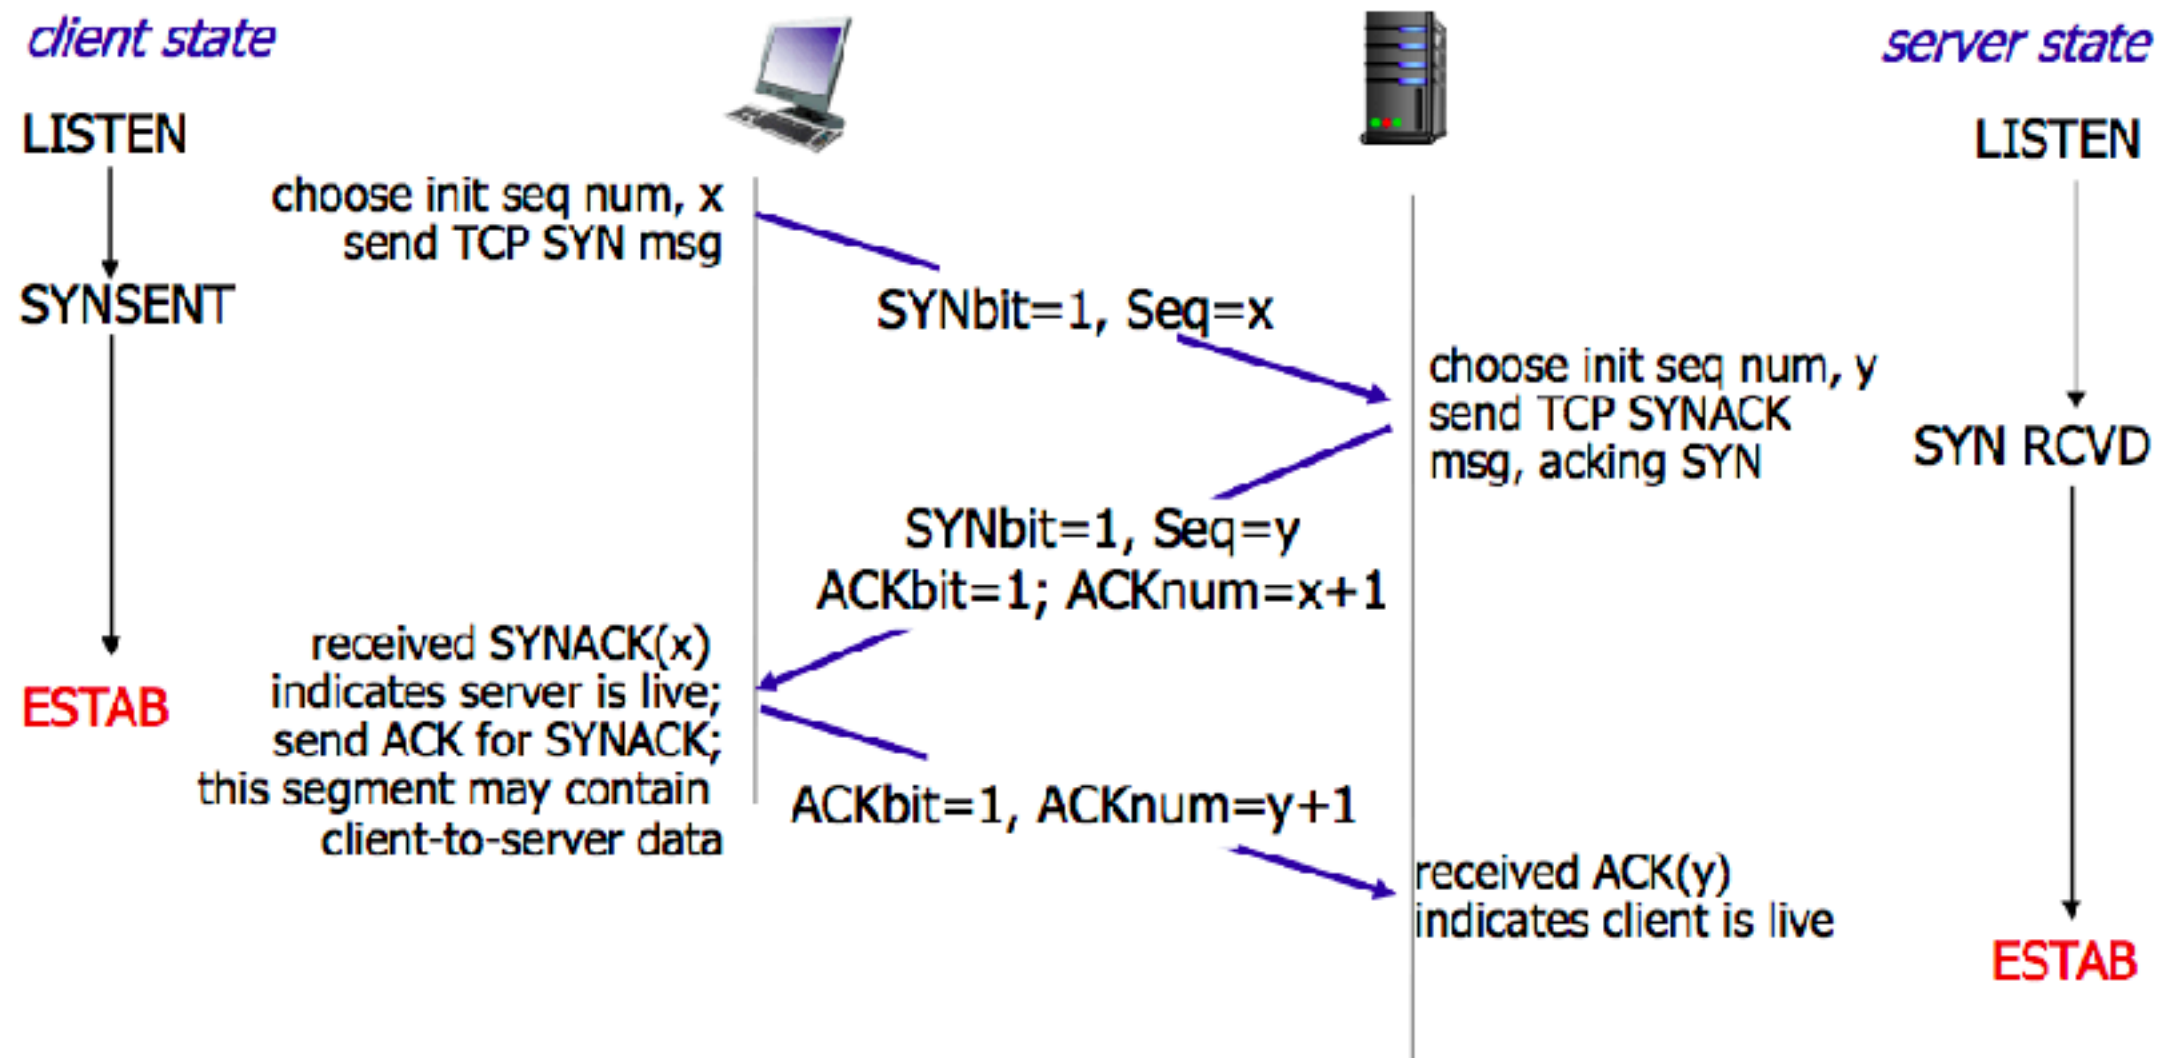 client state
server state
LISTEN
LISTEN
choose init seq num, x
send TCP SYN msg
SYNSENT
SYNbit=1, Seq=x
choose init seq num, y
send TCP SYNACK
msg, acking SYN
SYN RCVD
SYNbit=1, Seq=y
ACKbit=1; ACKnum=x+1
received SYNACK(x)
indicates server is live;
send ACK for SYNACK;
this segment may contain
client-to-server data
ESTAB
ACKbit=1, ACKnum=y+1
received ACK(y)
indicates client is live
ESTAB